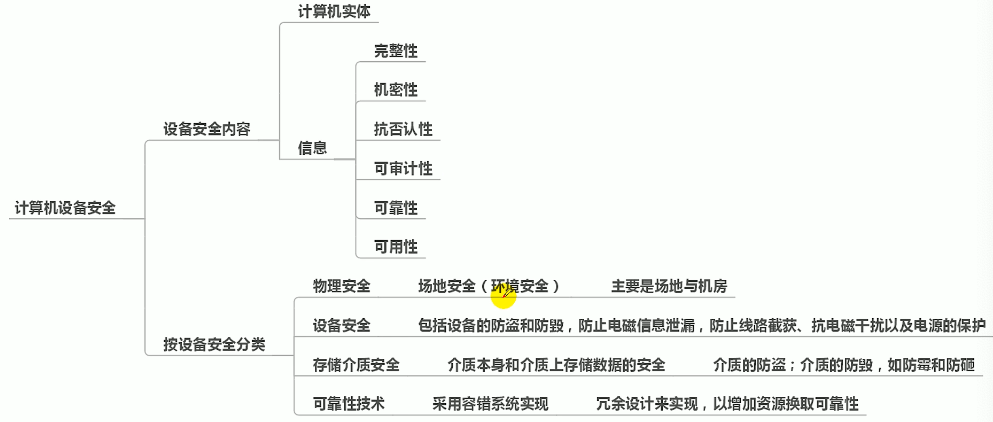 计算机实体
完整性
机密性
设备安全内容
抗否认性
信息
可审计性
计算机设备安全
可靠性
可用性
物理安全 场地安全（环境安全） 主要是场地与机房
设备安全 包括设备的防盗和防毁，防止电磁信息泄漏，防止线路截获、抗电磁干扰以及电源的保护
按设备安全分类
存储介质安全 介质本身和介质上存储数据的安全 介质的防盗；介质的防毁，如防霉和防砸
可靠性技术 采用容错系统实现 冗余设计来实现，以增加资源换取可靠性